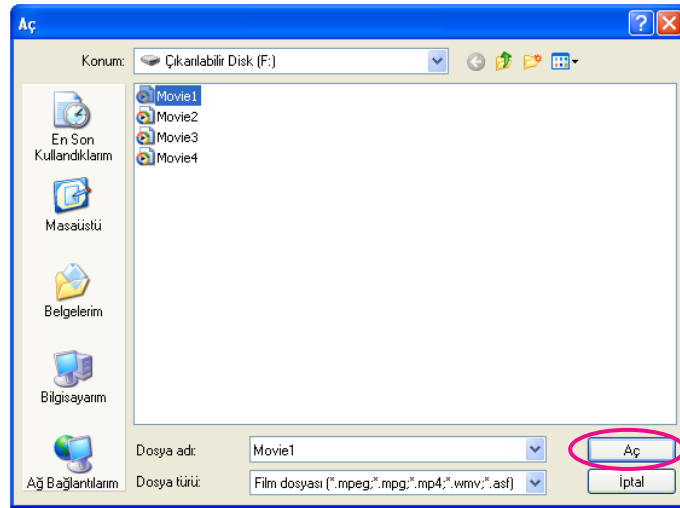 Aç
Konum: Çıkarılabilir Disk (F:)
En Son
Kullandıklarım
Masaüstü
Belgelerim
Bilgisayarım
Ağ Bağlantılarım
Movie1
Movie2
Movie3
Movie4
Dosya adı: Movie1 Aç
Dosya türü: Film dosyası (*.mpeg;*.mpg;*.mp4;*.wmv;*.asf) İptal